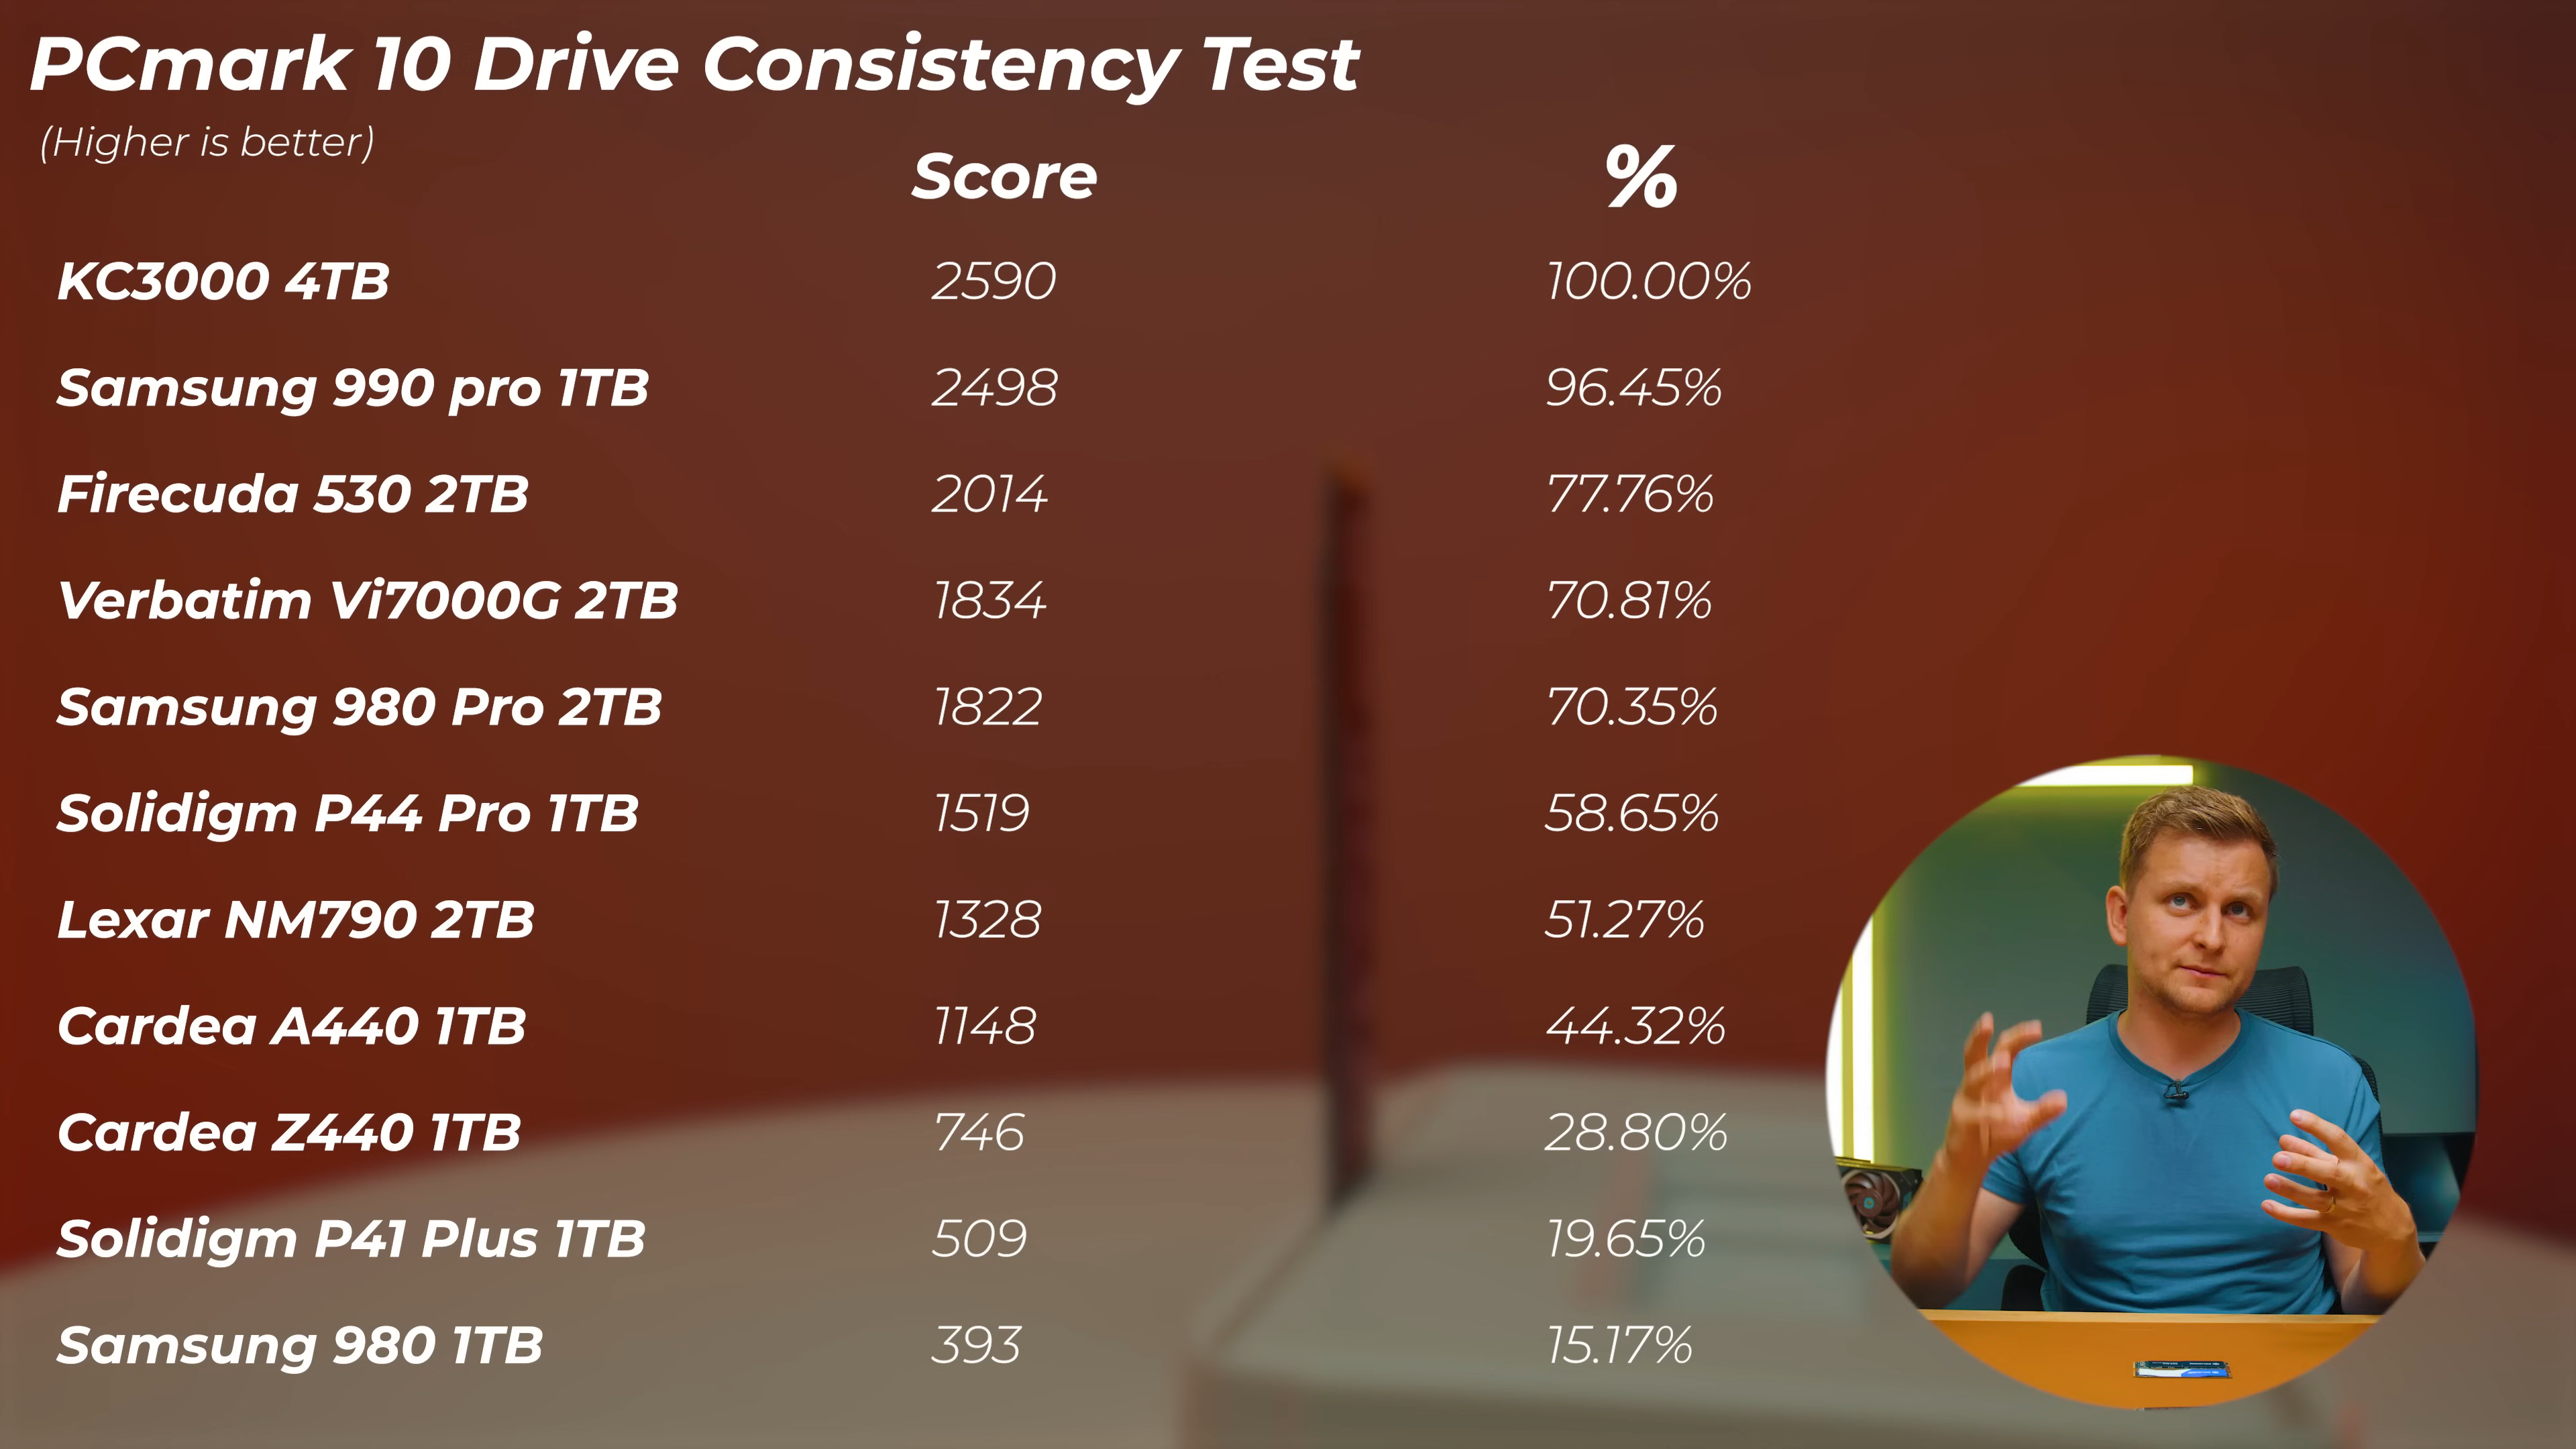 PCmark 10 Drive Consistency Test
(Higher is better)
Score %
KC3000 4TB 2590 100.00%
Samsung 990 pro 1TB 2498 96.45%
Firecuda 530 2TB 2014 77.76%
Verbatim Vi7000G 2TB 1834 70.81%
Samsung 980 Pro 2TB 1822 70.35%
Solidigm P44 Pro 1TB 1519 58.65%
Lexar NM790 2TB 1328 51.27%
Cardea A440 1TB 1148 44.32%
Cardea Z440 1TB 746 28.80%
Solidigm P41 Plus 1TB 509 19.65%
Samsung 980 1TB 393 15.17%